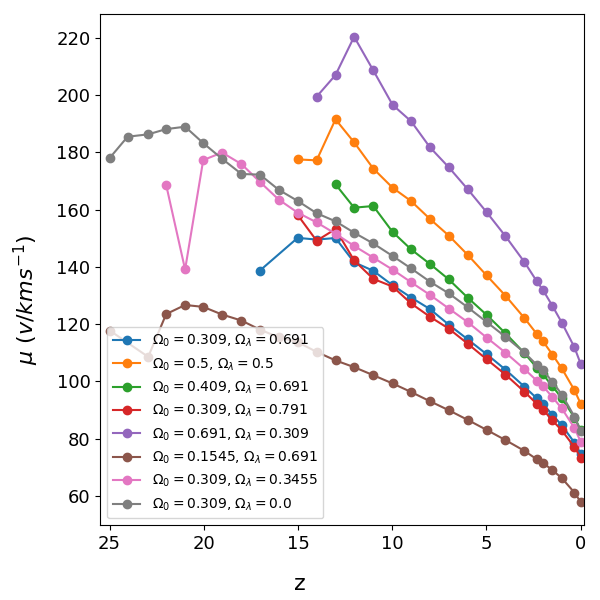 220
200
180
160
140
120
100
80
60
μ (v/kms⁻¹)
Ω₀ = 0.309, Ω_λ = 0.691
Ω₀ = 0.5, Ω_λ = 0.5
Ω₀ = 0.409, Ω_λ = 0.691
Ω₀ = 0.309, Ω_λ = 0.791
Ω₀ = 0.691, Ω_λ = 0.309
Ω₀ = 0.1545, Ω_λ = 0.691
Ω₀ = 0.309, Ω_λ = 0.3455
Ω₀ = 0.309, Ω_λ = 0.0
25 20 15 10 5 0
z